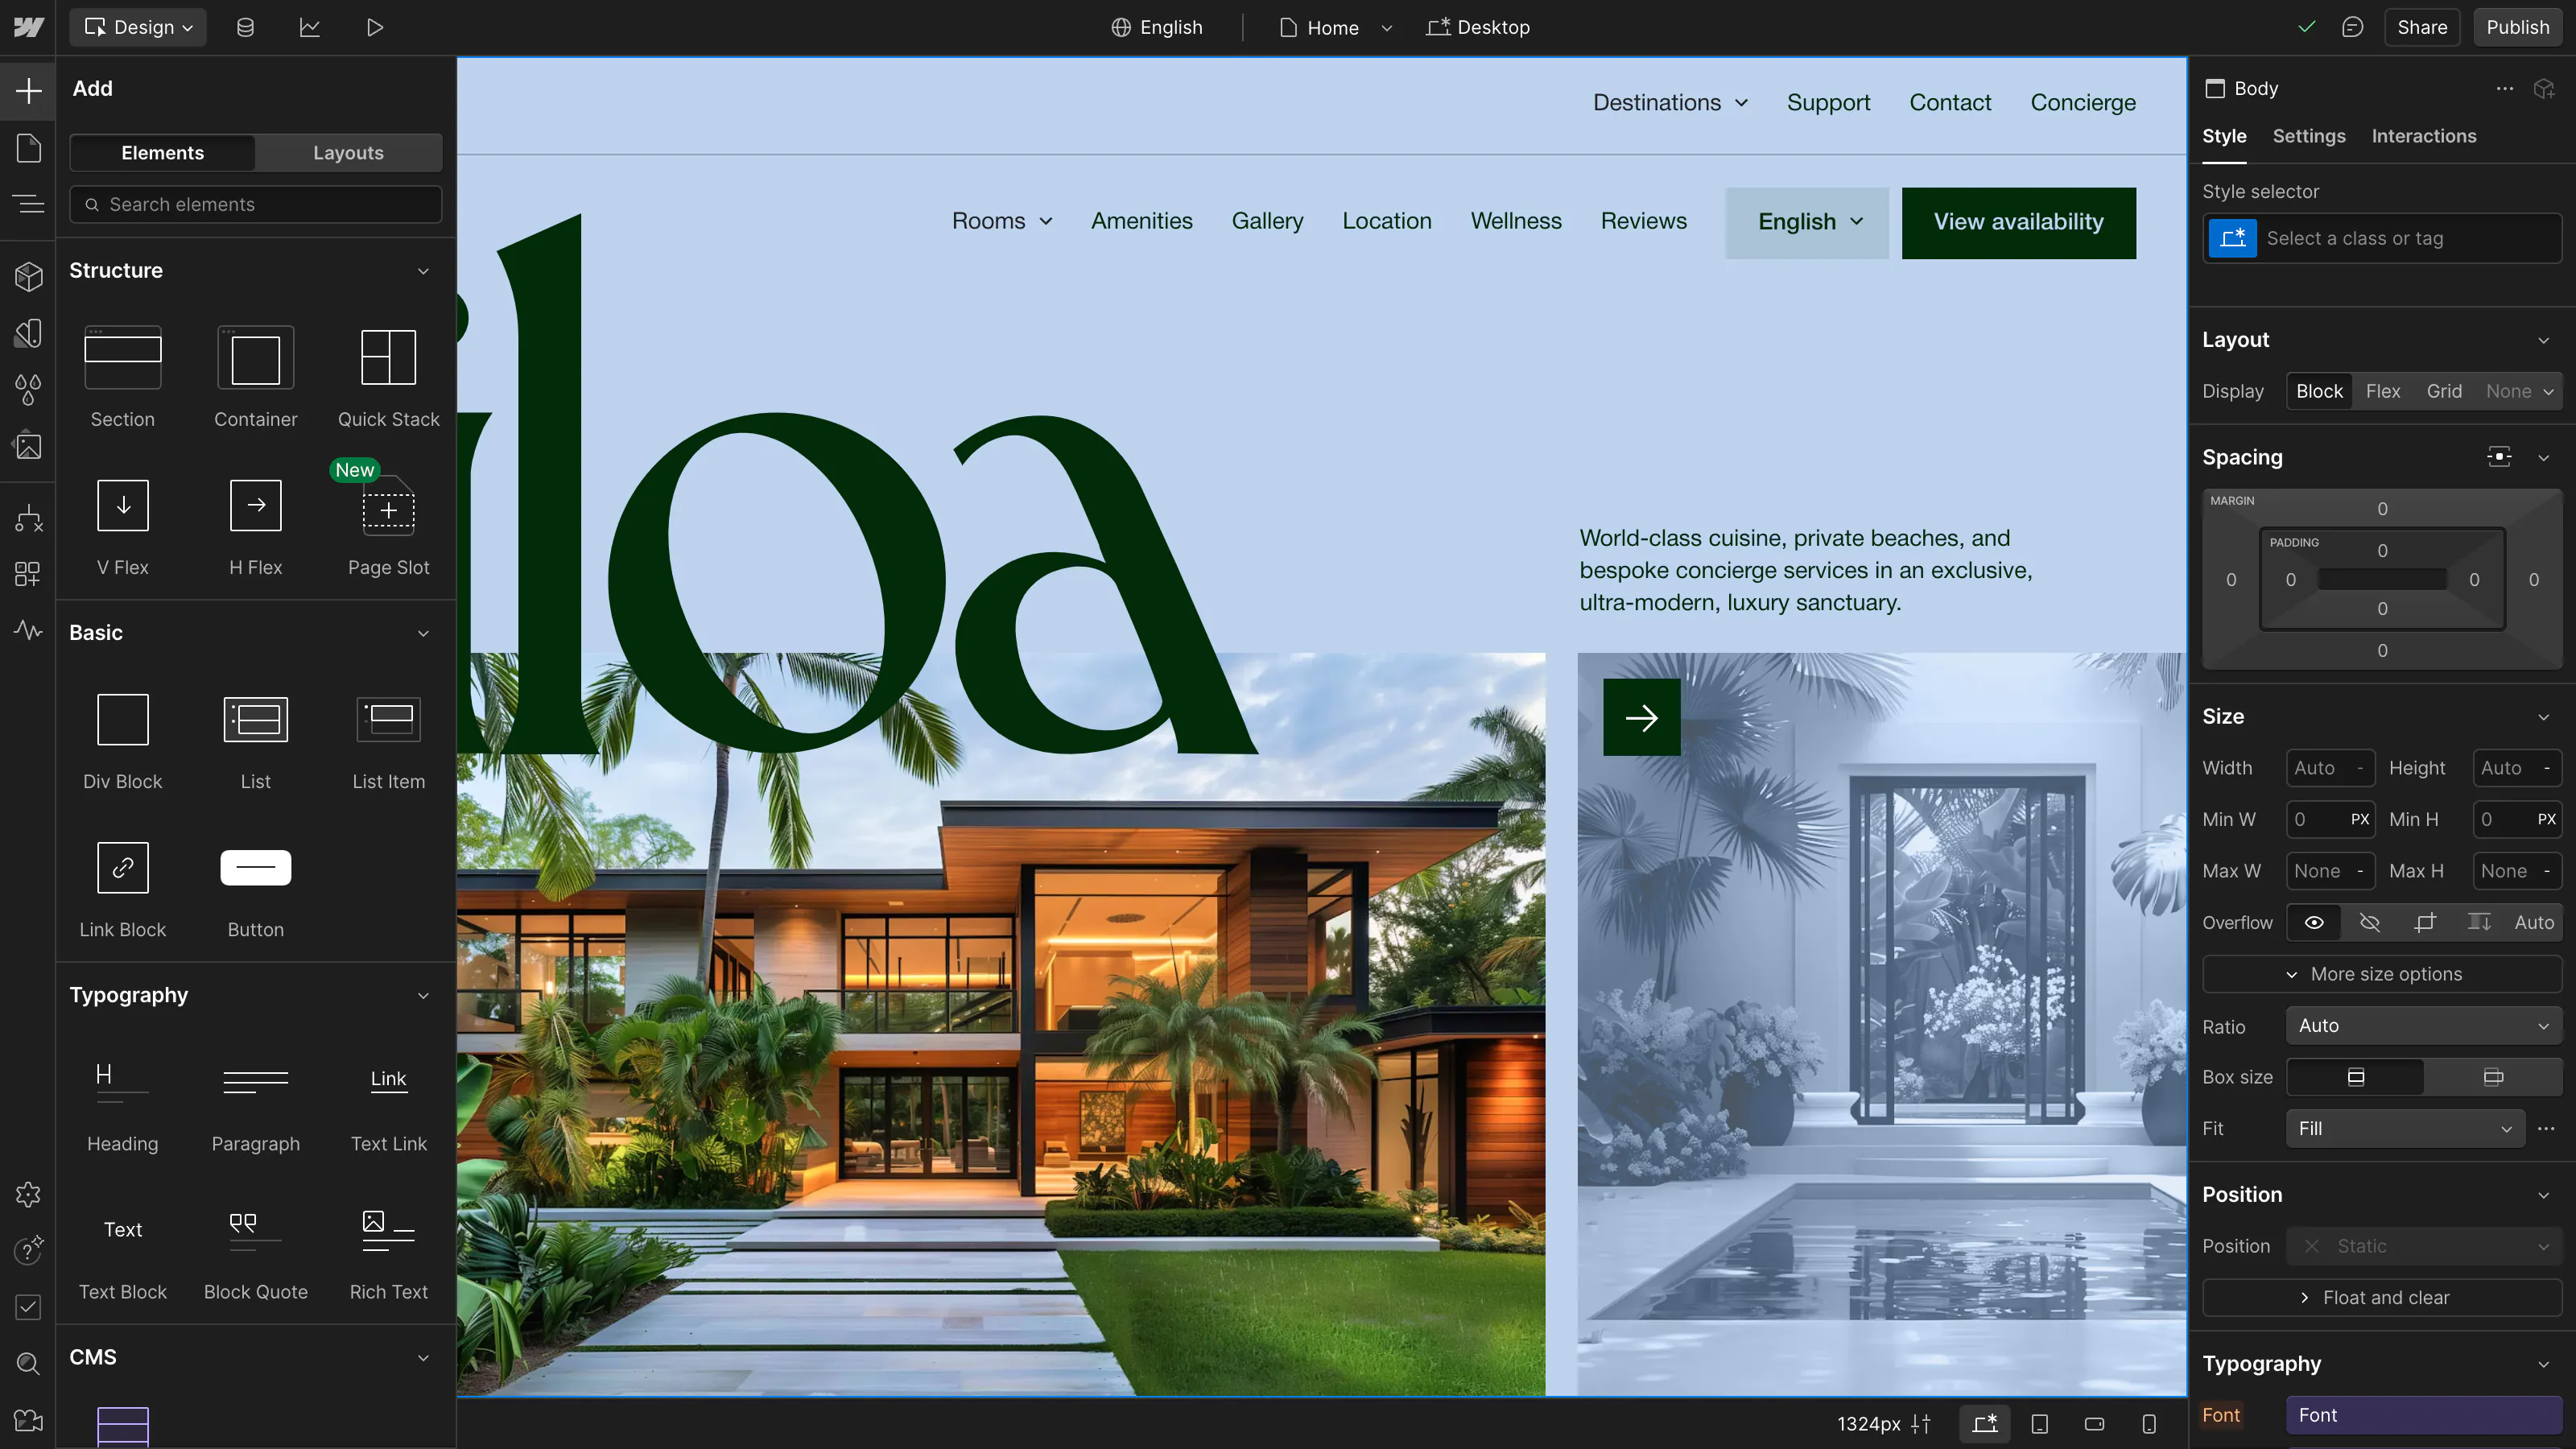 Design
English
Home
Desktop
Share
Publish
Add
Elements
Layouts
Search elements
Structure
Section
Container
Quick Stack
New
V Flex
H Flex
Page Slot
Basic
Div Block
List
List Item
Link Block
Button
Typography
H
Link
Heading
Paragraph
Text Link
Text
Text Block
Block Quote
Rich Text
CMS
Destinations
Support
Contact
Concierge
Rooms
Amenities
Gallery
Location
Wellness
Reviews
English
View availability
iloa
World-class cuisine, private beaches, and
bespoke concierge services in an exclusive,
ultra-modern, luxury sanctuary.
1324px
Body
Style
Settings
Interactions
Style selector
Select a class or tag
Layout
Display
Block
Flex
Grid
None
Spacing
MARGIN
0
PADDING
0
0
0
0
0
0
0
Size
Width
Auto
-
Height
Auto
-
Min W
0
PX
Min H
0
PX
Max W
None
-
Max H
None
-
Overflow
Auto
More size options
Ratio
Auto
Box size
Fit
Fill
Position
Position
Static
Float and clear
Typography
Font
Font